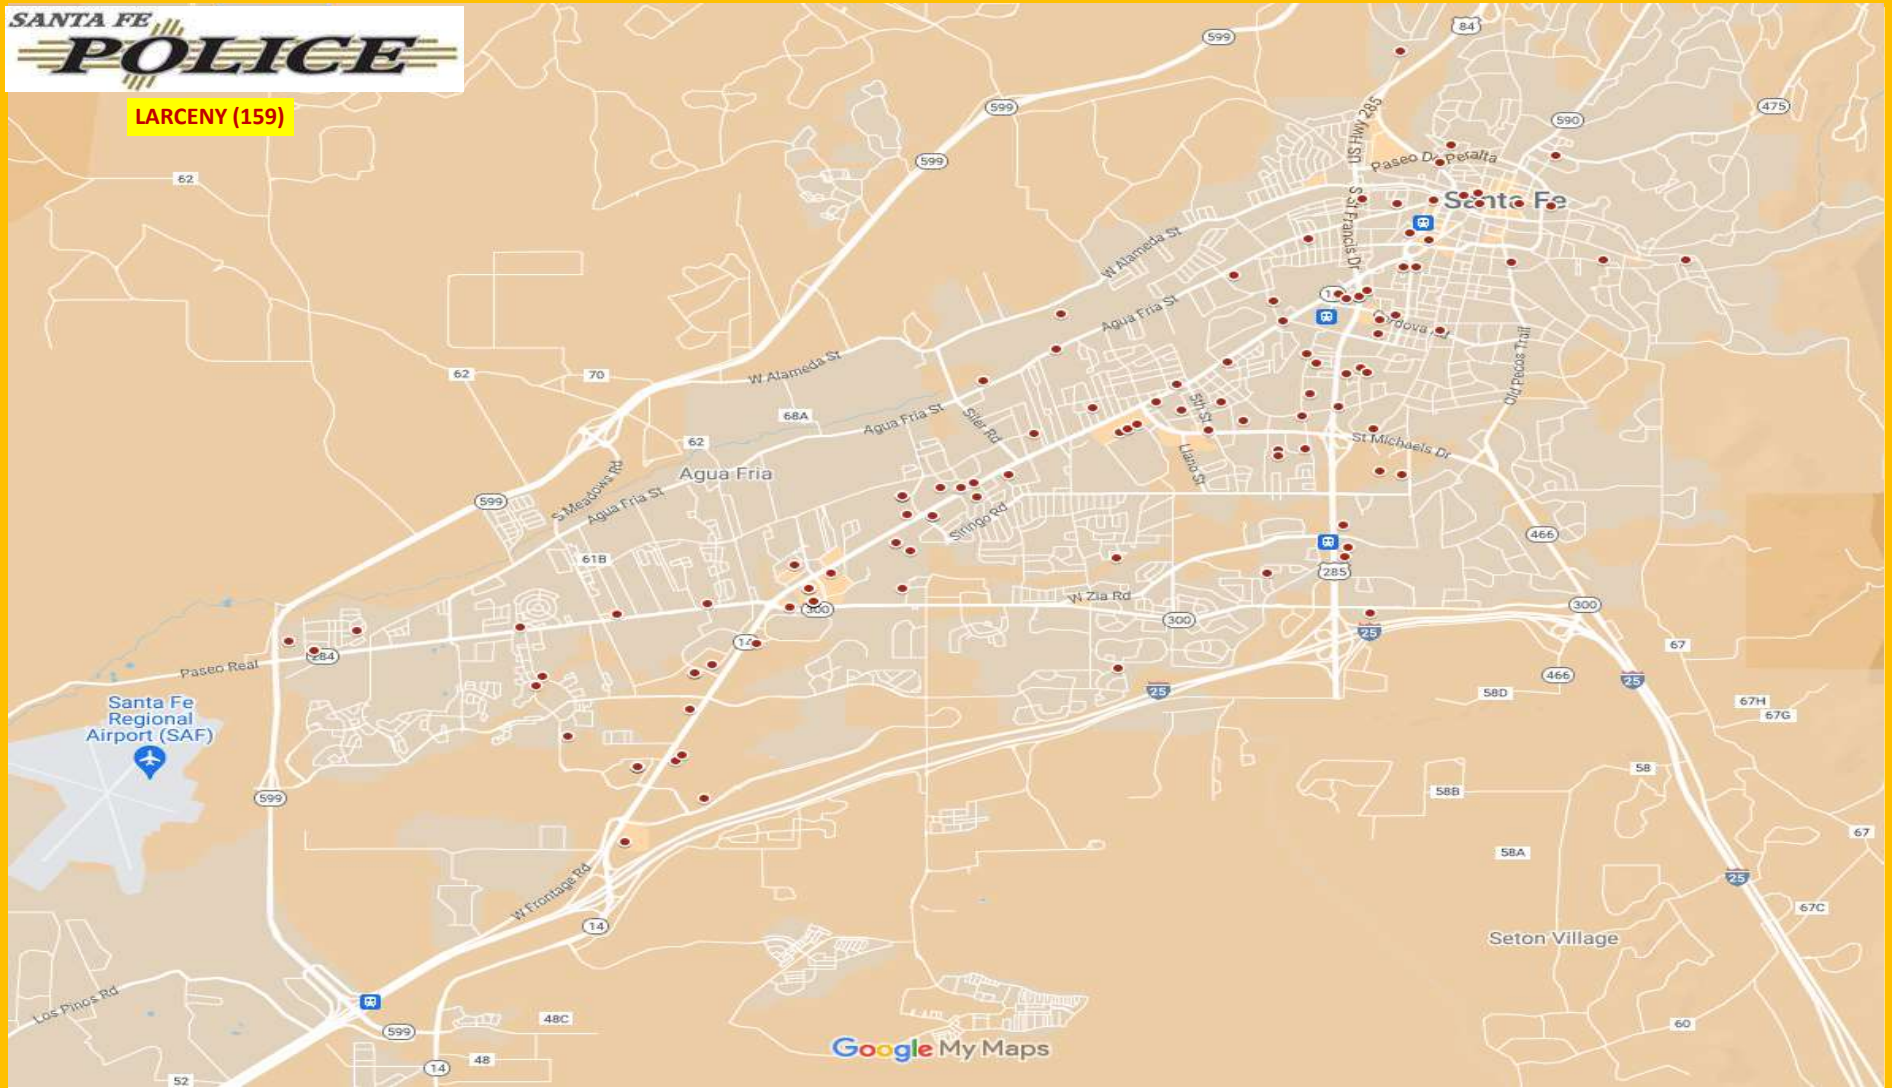 SANTA FE
POLICE
LARCENY (159)
84
599
599
475
590
US Hwy 285
Paseo De Peralta
599
62
Santa Fe
S St Francis Dr
W Alameda St
Agua Fria St
Cordova Rd
Old Pecos Trail
W Alameda St
62
70
68A
Agua Fria St
Siler Rd
5th St
62
St Michaels Dr
Llano St
Agua Fria
S Meadows Rd
599
Agua Fria St
Siringo Rd
466
61B
285
W Zia Rd
300
300
300
25
14
67
284
Paseo Real
466
25
25
58D
67H
67G
Santa Fe
Regional
Airport (SAF)
58
58B
599
67
58A
25
W Frontage Rd
67C
14
Seton Village
Los Pinos Rd
48C
60
599
Google My Maps
48
14
52